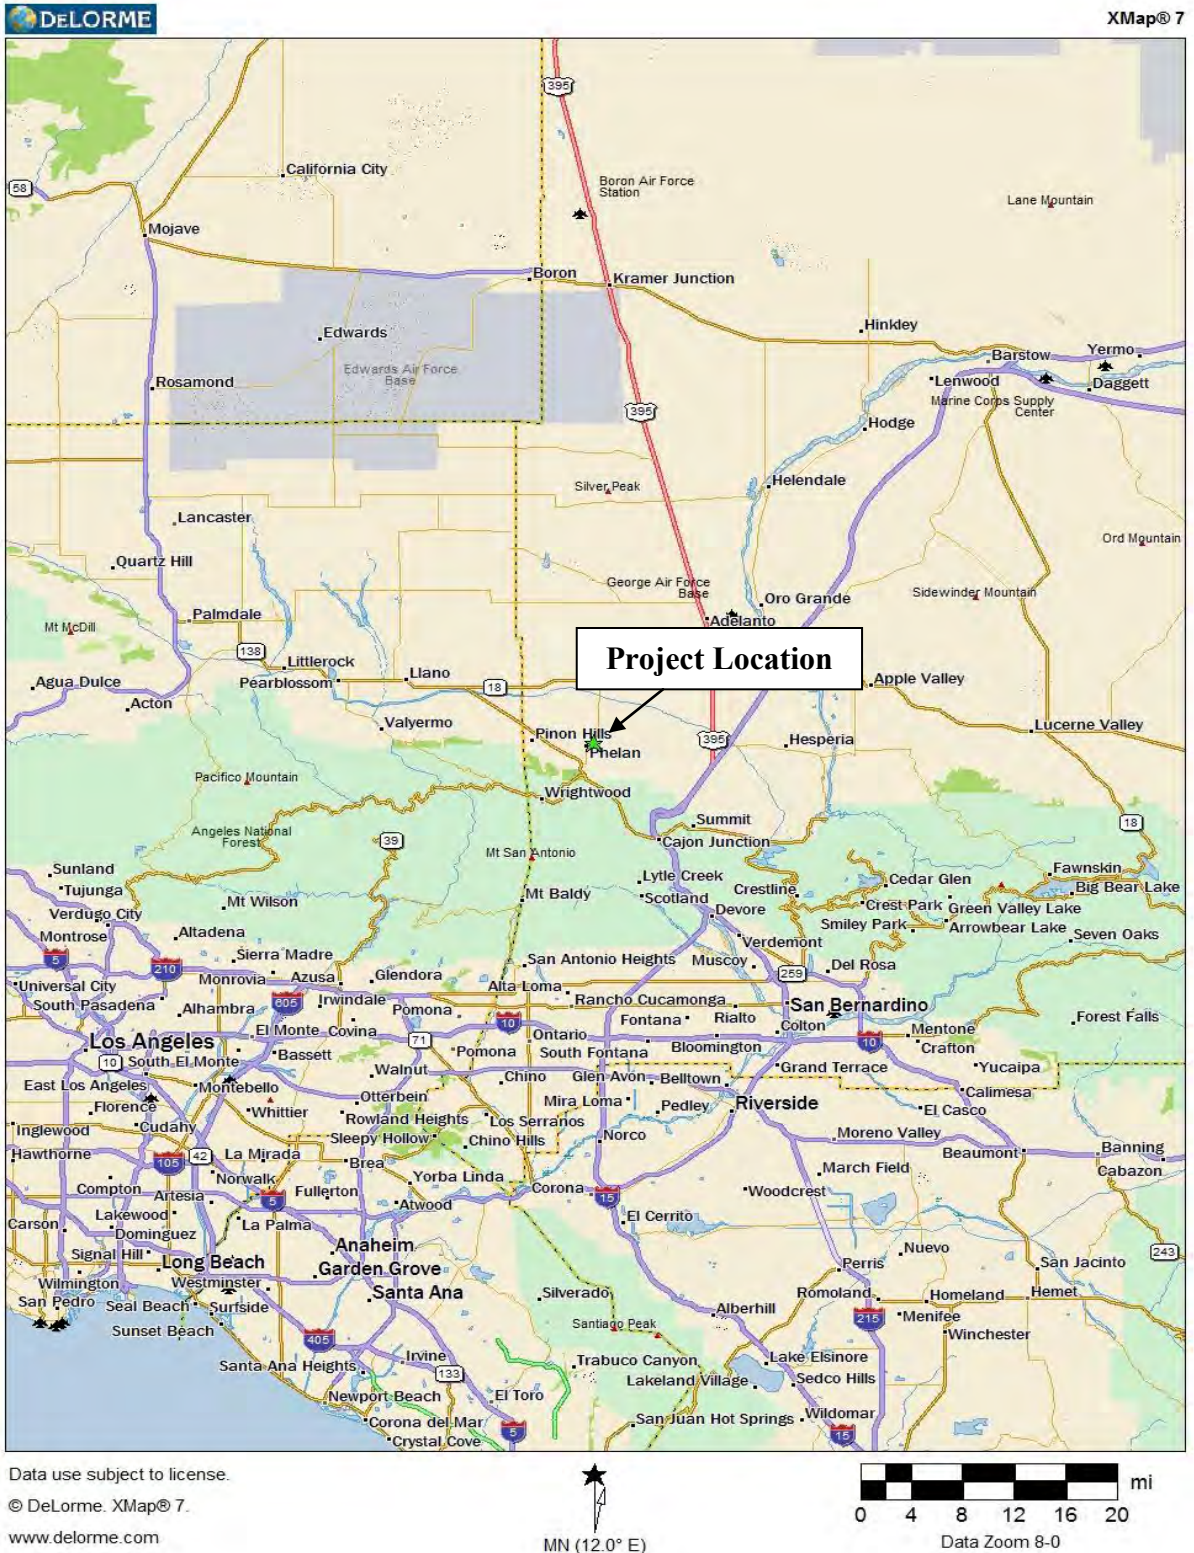 DELORME
XMap® 7
395
California City
Boron Air Force
Station
58
Lane Mountain
Mojave
Boron
Kramer Junction
Edwards
Hinkley
Edwards Air Force
Base
Barstow
Yermo
Rosamond
Lenwood
Daggett
Marine Corps Supply
Center
395
Hodge
Silver Peak
Helendale
Lancaster
Ord Mountain
Quartz Hill
George Air Force
Base
Sidewinder Mountain
Oro Grande
Palmdale
Adelanto
Mt McDill
138
Project Location
Littlerock
Llano
Agua Dulce
Pearblossom
18
Apple Valley
Acton
Valyermo
Pinon Hills
395
Hesperia
Lucerne Valley
Phelan
Pacifico Mountain
Wrightwood
Summit
18
Angeles National
Forest
39
Cajon Junction
Mt San Antonio
Sunland
Lytle Creek
Fawnskin
Tujunga
Cedar Glen
Mt Baldy
Crestline
Big Bear Lake
Mt Wilson
Scotland
Crest Park
Green Valley Lake
Verdugo City
Devore
Smiley Park
Arrowbear Lake
Montrose
Altadena
Verdemont
Seven Oaks
5
210
Sierra Madre
San Antonio Heights
Muscoy
Del Rosa
Universal City
Monrovia
Azusa
Glendora
Alta Loma
259
South Pasadena
Alhambra
605
Irwindale
Pomona
Rancho Cucamonga
San Bernardino
El Monte
Covina
10
Fontana
Rialto
Colton
Mentone
Forest Falls
Los Angeles
71
Ontario
Bloomington
10
Crafton
10
South El Monte
Bassett
Pomona
South Fontana
Grand Terrace
Yucaipa
East Los Angeles
Montebello
Walnut
Chino
Glen Avon
Belltown
Calimesa
Florence
Whittier
Otterbein
Mira Loma
Pedley
Riverside
El Casco
Inglewood
Cudahy
Rowland Heights
Los Serranos
Sleepy Hollow
Chino Hills
Norco
Moreno Valley
Hawthorne
105
42
La Mirada
Brea
Beaumont
Banning
Compton
Norwalk
Yorba Linda
March Field
Cabazon
Artesia
5
Fullerton
Atwood
Corona
15
Woodcrest
Carson
Lakewood
La Palma
El Cerrito
Dominguez
Signal Hill
Long Beach
Anaheim
Garden Grove
Nuevo
243
Wilmington
Westminster
Santa Ana
Perris
San Jacinto
San Pedro
Seal Beach
Surfside
Silverado
Romoland
Homeland
Hemet
Sunset Beach
Santiago Peak
Alberhill
215
Menifee
Winchester
405
Santa Ana Heights
Irvine
133
Trabuco Canyon
Lake Elsinore
Lakeland Village
Sedco Hills
Newport Beach
El Toro
Corona del Mar
5
San Juan Hot Springs
Wildomar
15
Crystal Cove
Data use subject to license.
© DeLorme. XMap® 7.
www.delorme.com
MN (12.0° E)
mi
0 4 8 12 16 20
Data Zoom 8-0